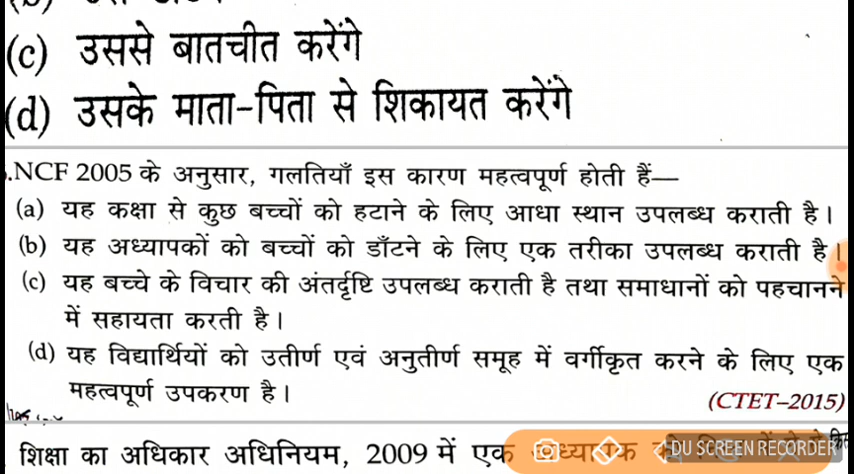 (c) उससे बातचीत करेंगे
(d) उसके माता-पिता से शिकायत करेंगे
.NCF 2005 के अनुसार, गलतियाँ इस कारण महत्वपूर्ण होती हैं—
(a) यह कक्षा से कुछ बच्चों को हटाने के लिए आधा स्थान उपलब्ध कराती है।
(b) यह अध्यापकों को बच्चों को डाँटने के लिए एक तरीका उपलब्ध कराती है।
(c) यह बच्चे के विचार की अंतर्दृष्टि उपलब्ध कराती है तथा समाधानों को पहचानने
में सहायता करती है।
(d) यह विद्यार्थियों को उतीर्ण एवं अनुतीर्ण समूह में वर्गीकृत करने के लिए एक
महत्वपूर्ण उपकरण है।
(CTET–2015)
शिक्षा का अधिकार अधिनियम, 2009 में एक
DU SCREEN RECORDER